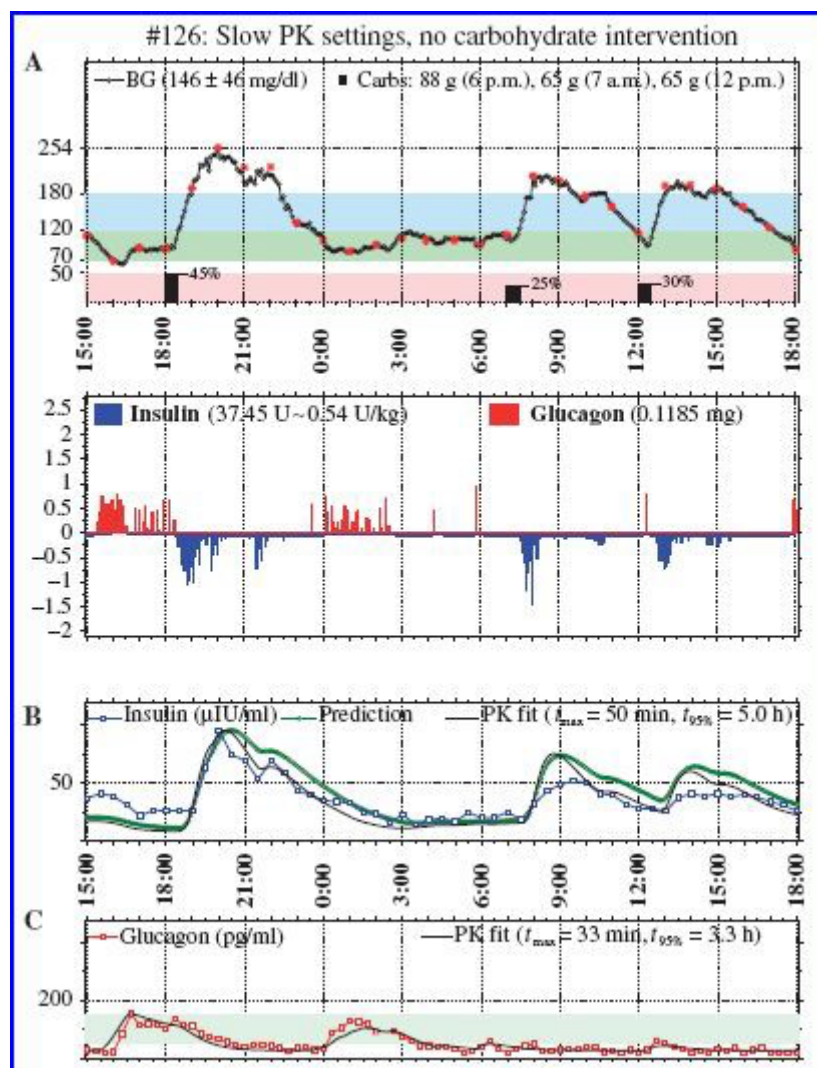 #126: Slow PK settings, no carbohydrate intervention
A
BG (146 ± 46 mg/dl) Carbs: 88 g (6 p.m.), 65 g (7 a.m.), 65 g (12 p.m.)
254
180
120
70
50
45% 25% 30%
15:00 18:00 21:00 0:00 3:00 6:00 9:00 12:00 15:00 18:00
Insulin (37.45 U~0.54 U/kg) Glucagon (0.1185 mg)
2.5
2
1.5
1
0.5
0
−0.5
−1
−1.5
−2
B
Insulin (μIU/ml) Prediction PK fit (tmax = 50 min, t95% = 5.0 h)
50
15:00 18:00 21:00 0:00 3:00 6:00 9:00 12:00 15:00 18:00
C
Glucagon (pg/ml) PK fit (tmax = 33 min, t95% = 3.3 h)
200